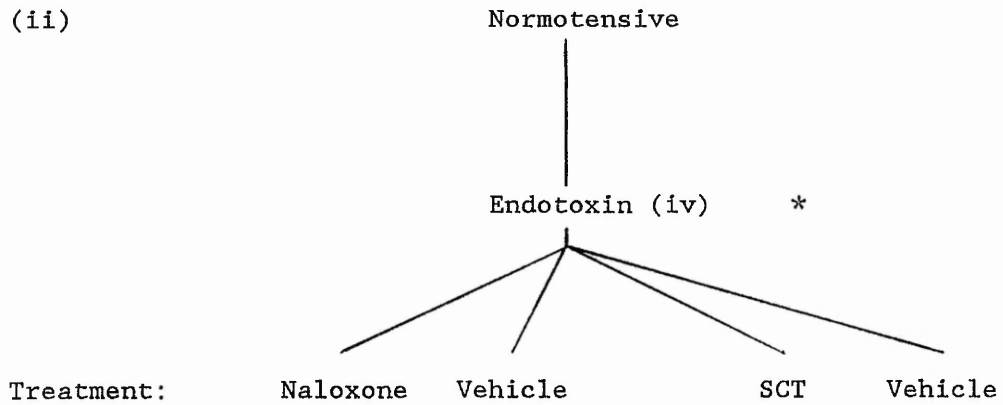 (ii) Normotensive
Endotoxin (iv) *
Treatment: Naloxone Vehicle SCT Vehicle